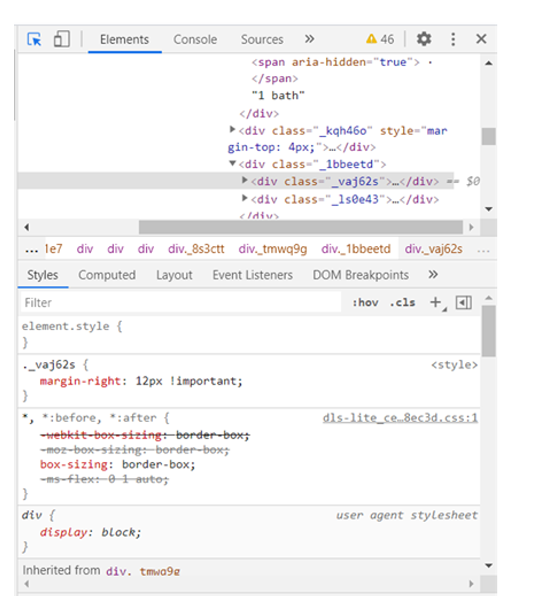 Elements Console Sources » 46
<span aria-hidden="true"> ·
</span>
"1 bath"
</div>
<div class="_kqh46o" style="mar
gin-top: 4px;">…</div>
<div class="_1bbeetd">
<div class="_vaj62s">…</div> == $0
<div class="_ls0e43">…</div>
</div>
... 1e7 div div div div._8s3ctt div._tmwq9g div._1bbeetd div._vaj62s ...
Styles Computed Layout Event Listeners DOM Breakpoints »
Filter :hov .cls +
element.style {
}
._vaj62s { <style>
margin-right: 12px !important;
}
*, *:before, *:after { dls-lite_ce…8ec3d.css:1
-webkit-box-sizing: border-box;
-moz-box-sizing: border-box;
box-sizing: border-box;
-ms-flex: 0 1 auto;
}
div { user agent stylesheet
display: block;
}
Inherited from div._tmwq9g